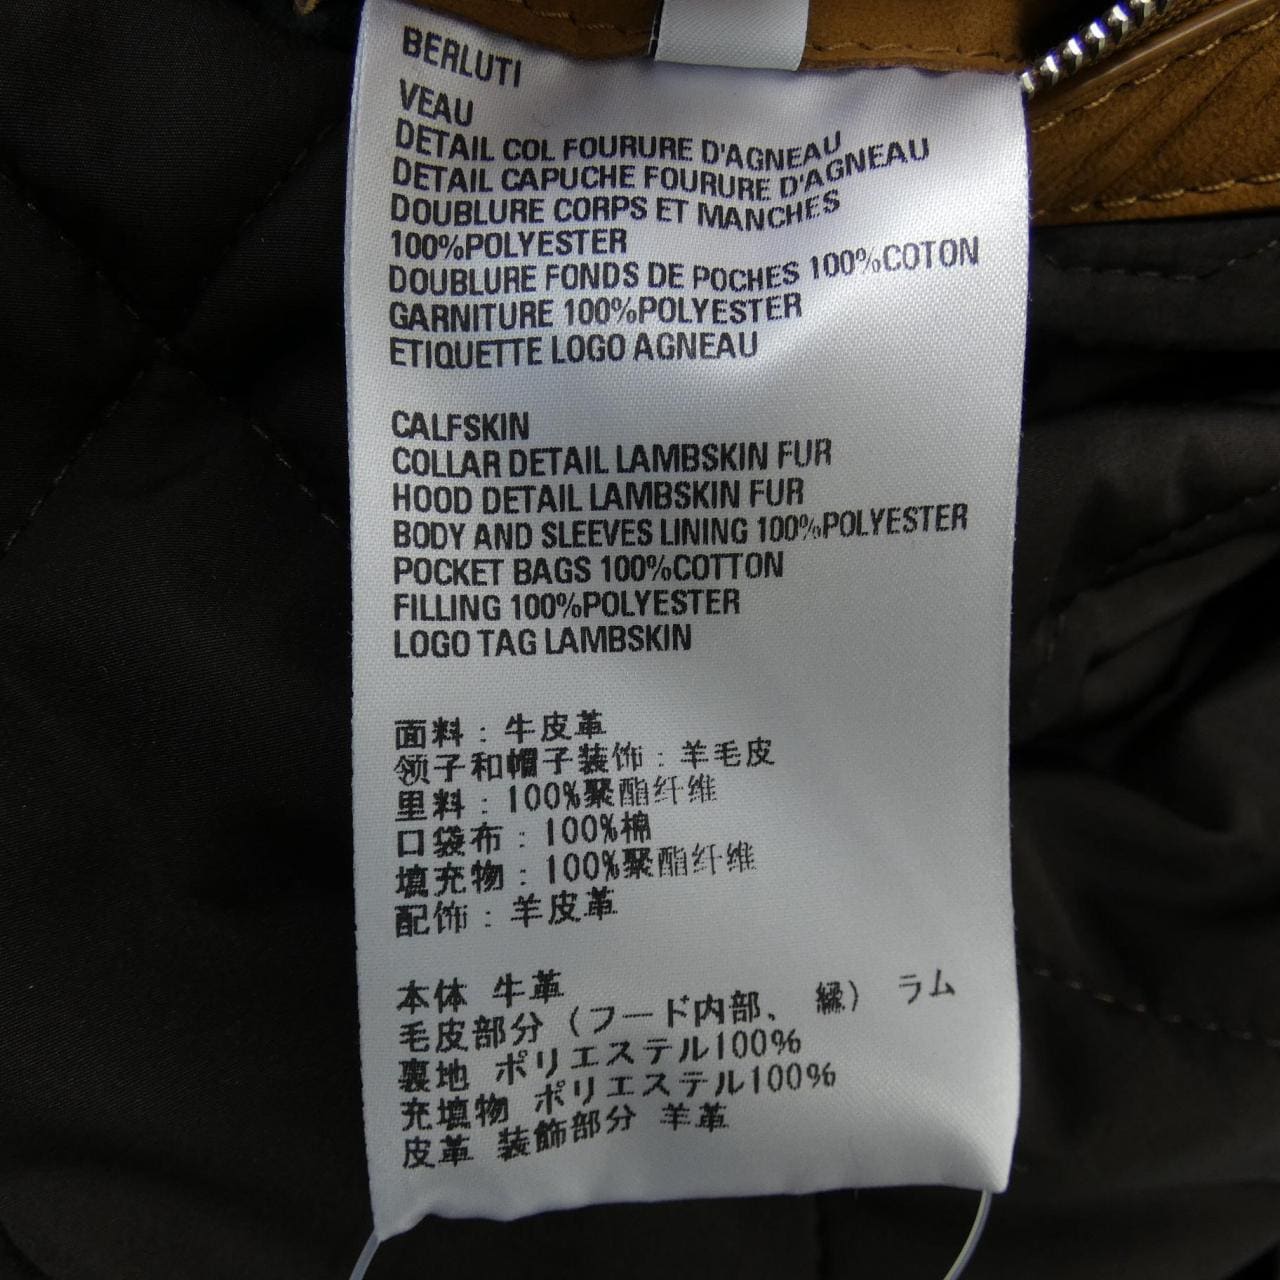 BERLUTI
VEAU
DETAIL COL FOURURE D'AGNEAU
DETAIL CAPUCHE FOURURE D'AGNEAU
DOUBLURE CORPS ET MANCHES
100%POLYESTER
DOUBLURE FONDS DE POCHES 100%COTON
GARNITURE 100%POLYESTER
ETIQUETTE LOGO AGNEAU
CALFSKIN
COLLAR DETAIL LAMBSKIN FUR
HOOD DETAIL LAMBSKIN FUR
BODY AND SLEEVES LINING 100%POLYESTER
POCKET BAGS 100%COTTON
FILLING 100%POLYESTER
LOGO TAG LAMBSKIN
面料：牛皮革
领子和帽子装饰：羊毛皮
里料：100%聚酯纤维
口袋布：100%棉
填充物：100%聚酯纤维
配饰：羊皮革
本体 牛革
毛皮部分（フード内部、 縁） ラム
裏地 ポリエステル100%
充填物 ポリエステル100%
皮革 装飾部分 羊革